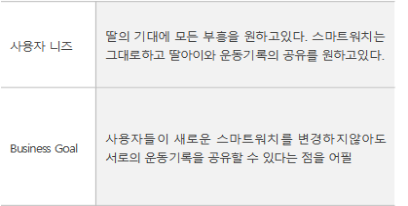 사용자 니즈
딸의 기대에 모든 부흥을 원하고있다. 스마트워치는
그대로하고 딸아이와 운동기록의 공유를 원하고있다.
Business Goal
사용자들이 새로운 스마트워치를 변경하지않아도
서로의 운동기록을 공유할 수 있다는 점을 어필